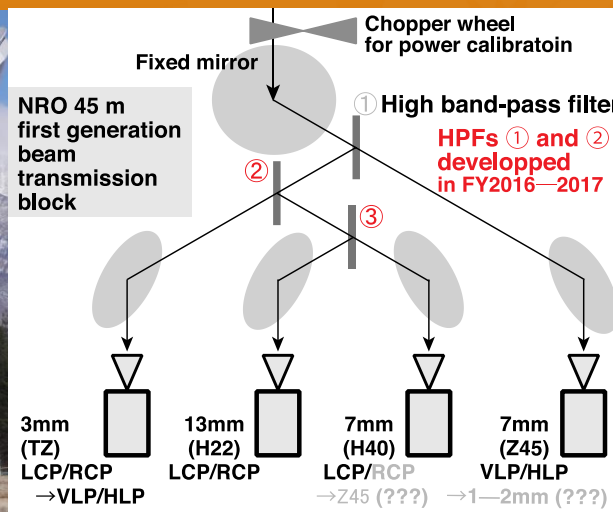 Chopper wheel
for power calibratoin
Fixed mirror
NRO 45 m
first generation
beam
transmission
block
① High band-pass filter
HPFs ① and ②
developped
in FY2016—2017
②
③
3mm
(TZ)
LCP/RCP
→VLP/HLP
13mm
(H22)
LCP/RCP
7mm
(H40)
LCP/RCP
→Z45 (???)
7mm
(Z45)
VLP/HLP
→1—2mm (???)